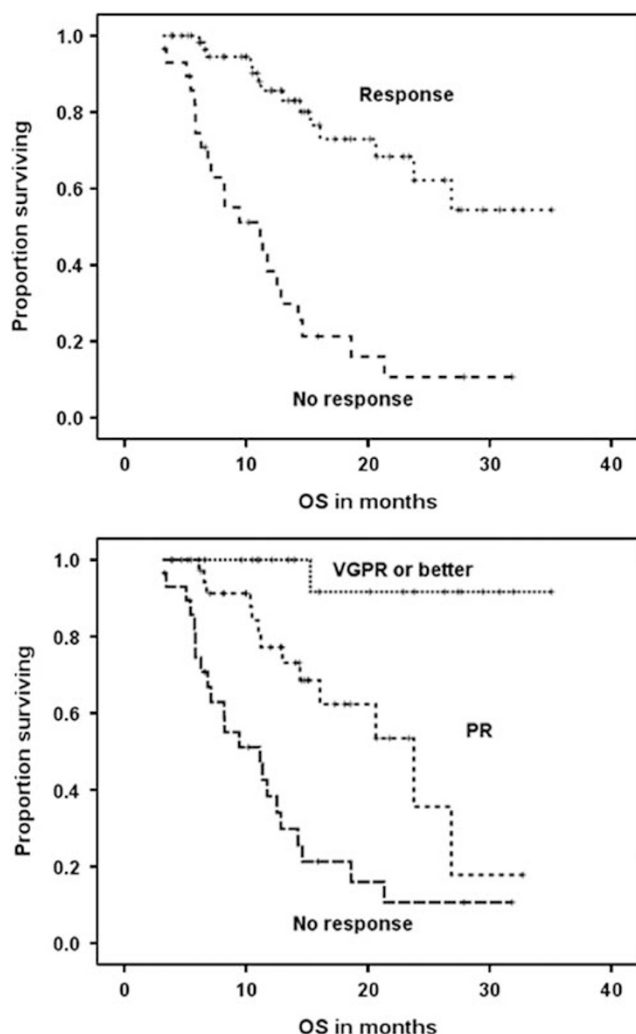 Proportion surviving
1.0
0.8
0.6
0.4
0.2
0.0
Response
No response
0 10 20 30 40
OS in months
Proportion surviving
1.0
0.8
0.6
0.4
0.2
0.0
VGPR or better
PR
No response
0 10 20 30 40
OS in months